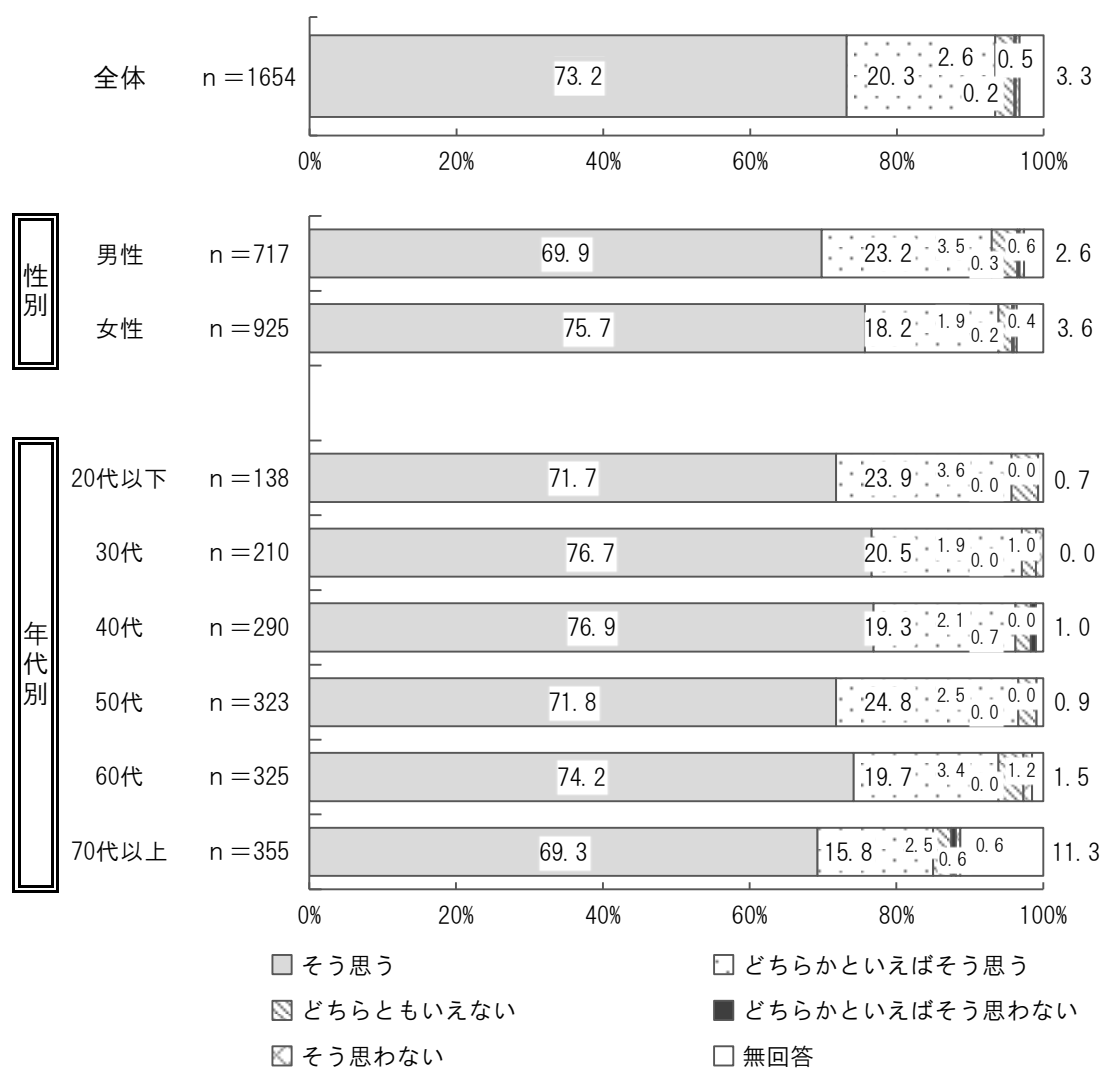 全体 n=1654 73.2 20.3 2.6 0.2 0.5 3.3
0% 20% 40% 60% 80% 100%
性別
男性 n=717 69.9 23.2 3.5 0.3 0.6 2.6
女性 n=925 75.7 18.2 1.9 0.2 0.4 3.6
年代別
20代以下 n=138 71.7 23.9 3.6 0.0 0.0 0.7
30代 n=210 76.7 20.5 1.9 0.0 1.0 0.0
40代 n=290 76.9 19.3 2.1 0.7 0.0 1.0
50代 n=323 71.8 24.8 2.5 0.0 0.0 0.9
60代 n=325 74.2 19.7 3.4 0.0 1.2 1.5
70代以上 n=355 69.3 15.8 2.5 0.6 0.6 11.3
0% 20% 40% 60% 80% 100%
そう思う どちらかといえばそう思う
どちらともいえない どちらかといえばそう思わない
そう思わない 無回答